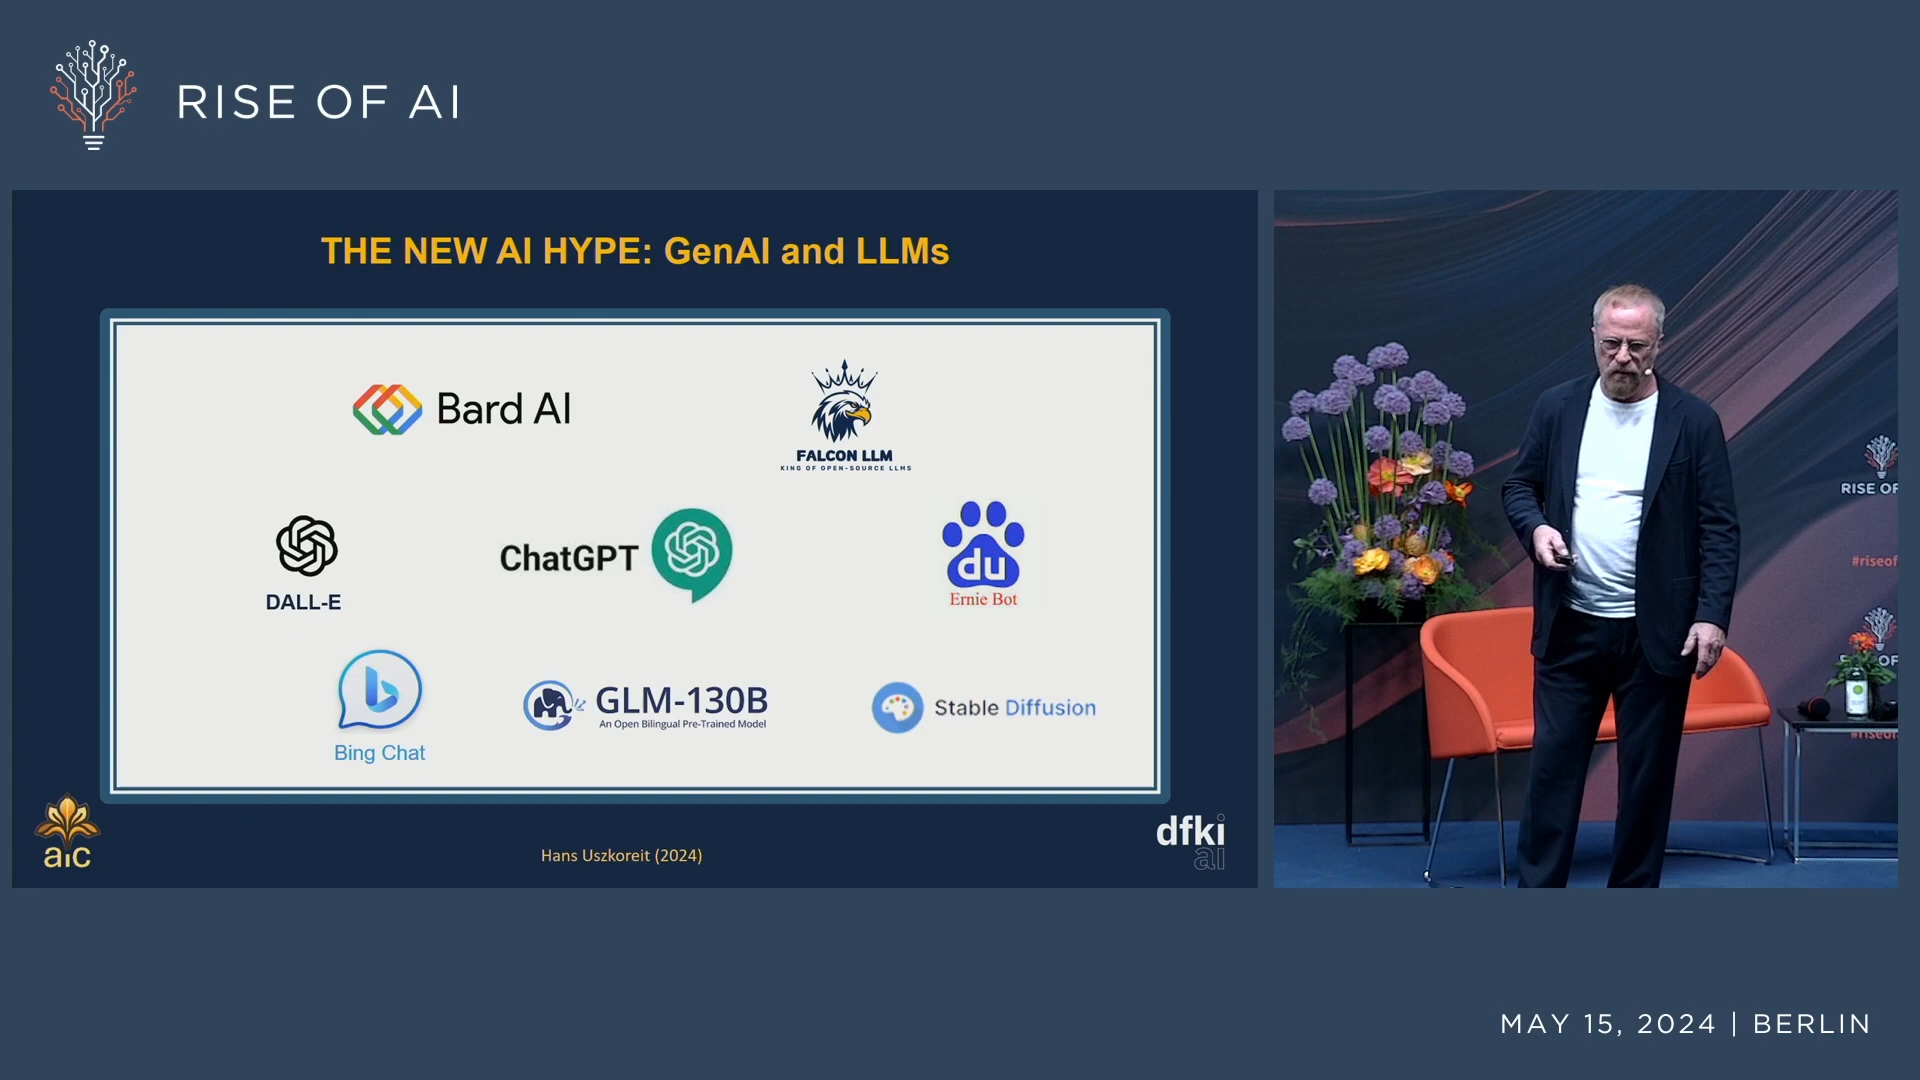 RISE OF AI
THE NEW AI HYPE: GenAI and LLMs
Bard AI
FALCON LLM
KING OF OPEN-SOURCE LLMS
DALL-E
ChatGPT
du
Ernie Bot
Bing Chat
GLM-130B
An Open Bilingual Pre-Trained Model
Stable Diffusion
aic
Hans Uszkoreit (2024)
dfki
ai
RISE OF
#riseof
OF
#riseof
MAY 15, 2024 | BERLIN